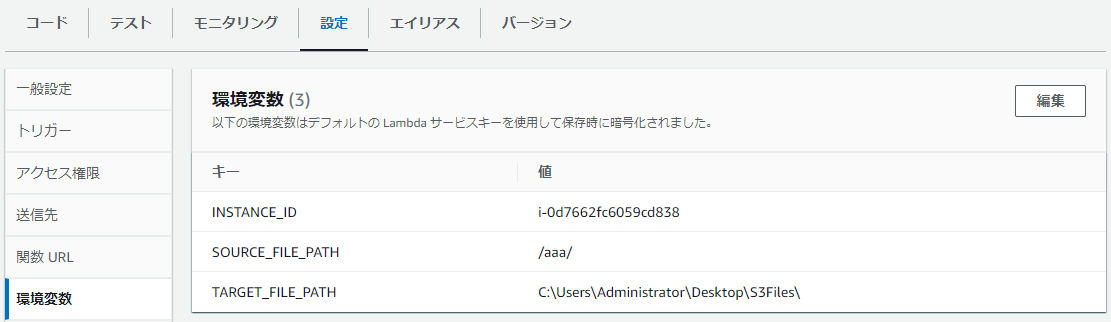 コード テスト モニタリング 設定 エイリアス バージョン
一般設定
トリガー
アクセス権限
送信先
関数 URL
環境変数
環境変数 (3)
編集
以下の環境変数はデフォルトの Lambda サービスキーを使用して保存時に暗号化されました。
キー 値
INSTANCE_ID i-0d7662fc6059cd838
SOURCE_FILE_PATH /aaa/
TARGET_FILE_PATH C:\Users\Administrator\Desktop\S3Files\